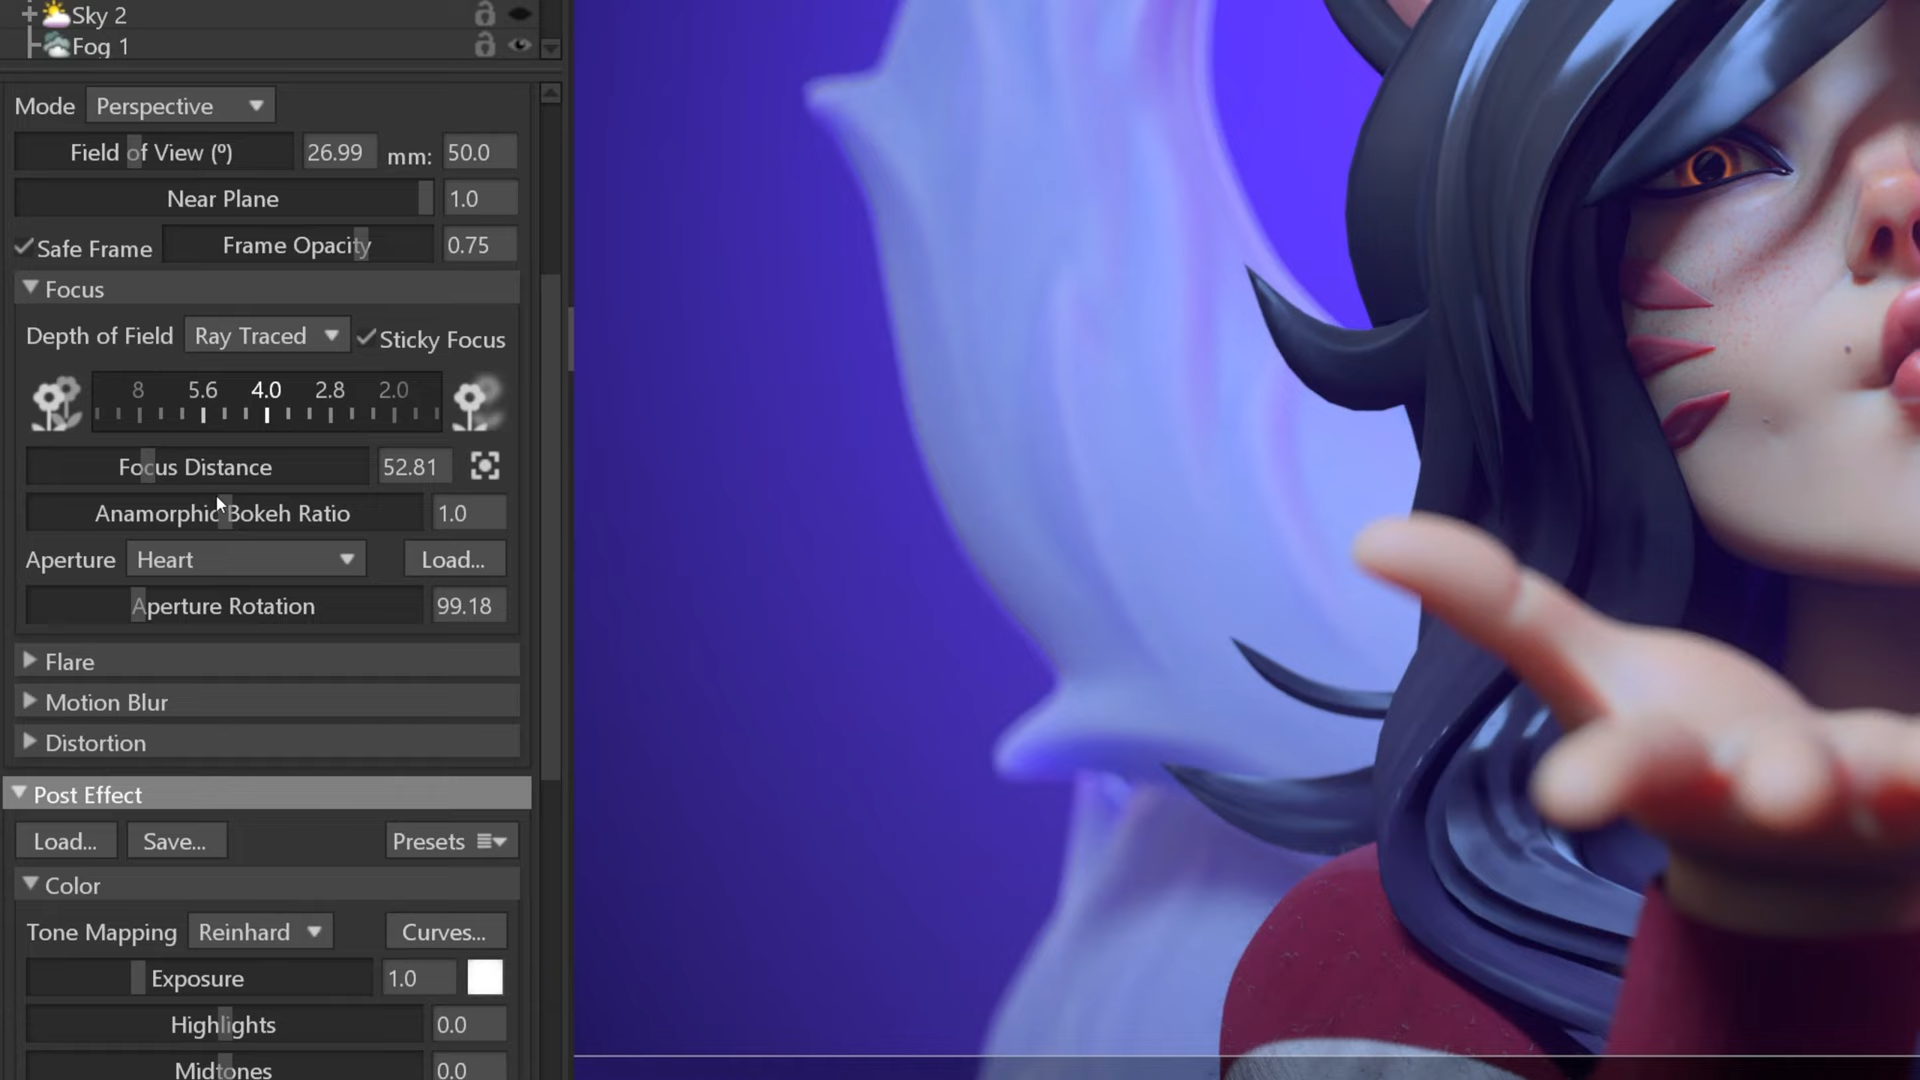 Sky 2
Fog 1
Mode Perspective
Field of View (º) 26.99 mm: 50.0
Near Plane 1.0
Safe Frame Frame Opacity 0.75
Focus
Depth of Field Ray Traced Sticky Focus
8 5.6 4.0 2.8 2.0
Focus Distance 52.81
Anamorphic Bokeh Ratio 1.0
Aperture Heart Load...
Aperture Rotation 99.18
Flare
Motion Blur
Distortion
Post Effect
Load... Save... Presets
Color
Tone Mapping Reinhard Curves...
Exposure 1.0
Highlights 0.0
Midtones 0.0